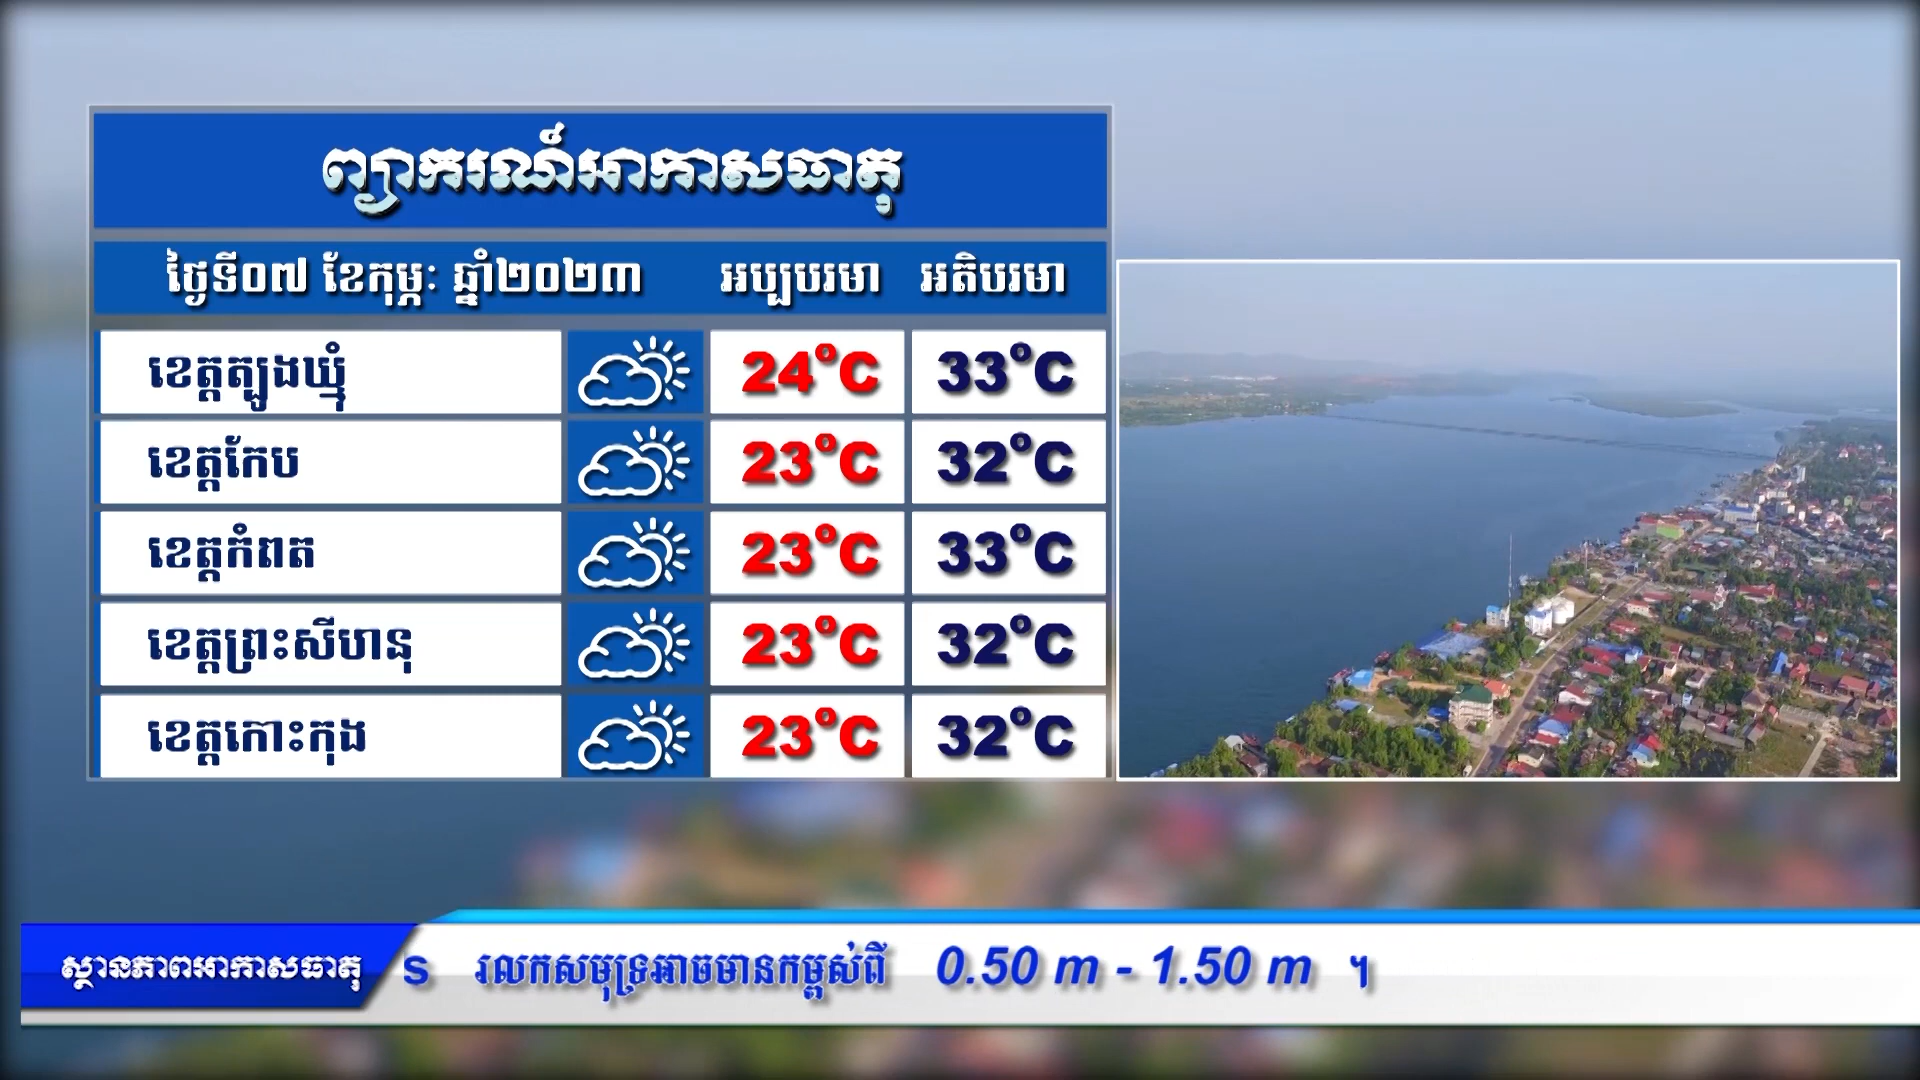 ព្យាករណ៍អាកាសធាតុ
ថ្ងៃទី០៧ ខែកុម្ភៈ ឆ្នាំ២០២៣ អប្បបរមា អតិបរមា
ខេត្តត្បូងឃ្មុំ 24°C 33°C
ខេត្តកែប 23°C 32°C
ខេត្តកំពត 23°C 33°C
ខេត្តព្រះសីហនុ 23°C 32°C
ខេត្តកោះកុង 23°C 32°C
ស្ថានភាពអាកាសធាតុ s រលកសមុទ្រអាចមានកម្ពស់ពី 0.50 m - 1.50 m ។